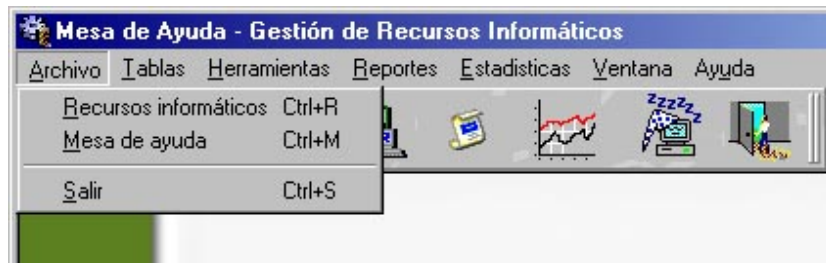 Mesa de Ayuda - Gestión de Recursos Informáticos
Archivo Tablas Herramientas Reportes Estadisticas Ventana Ayuda
Recursos informáticos Ctrl+R
Mesa de ayuda Ctrl+M
zzzzz
Salir Ctrl+S